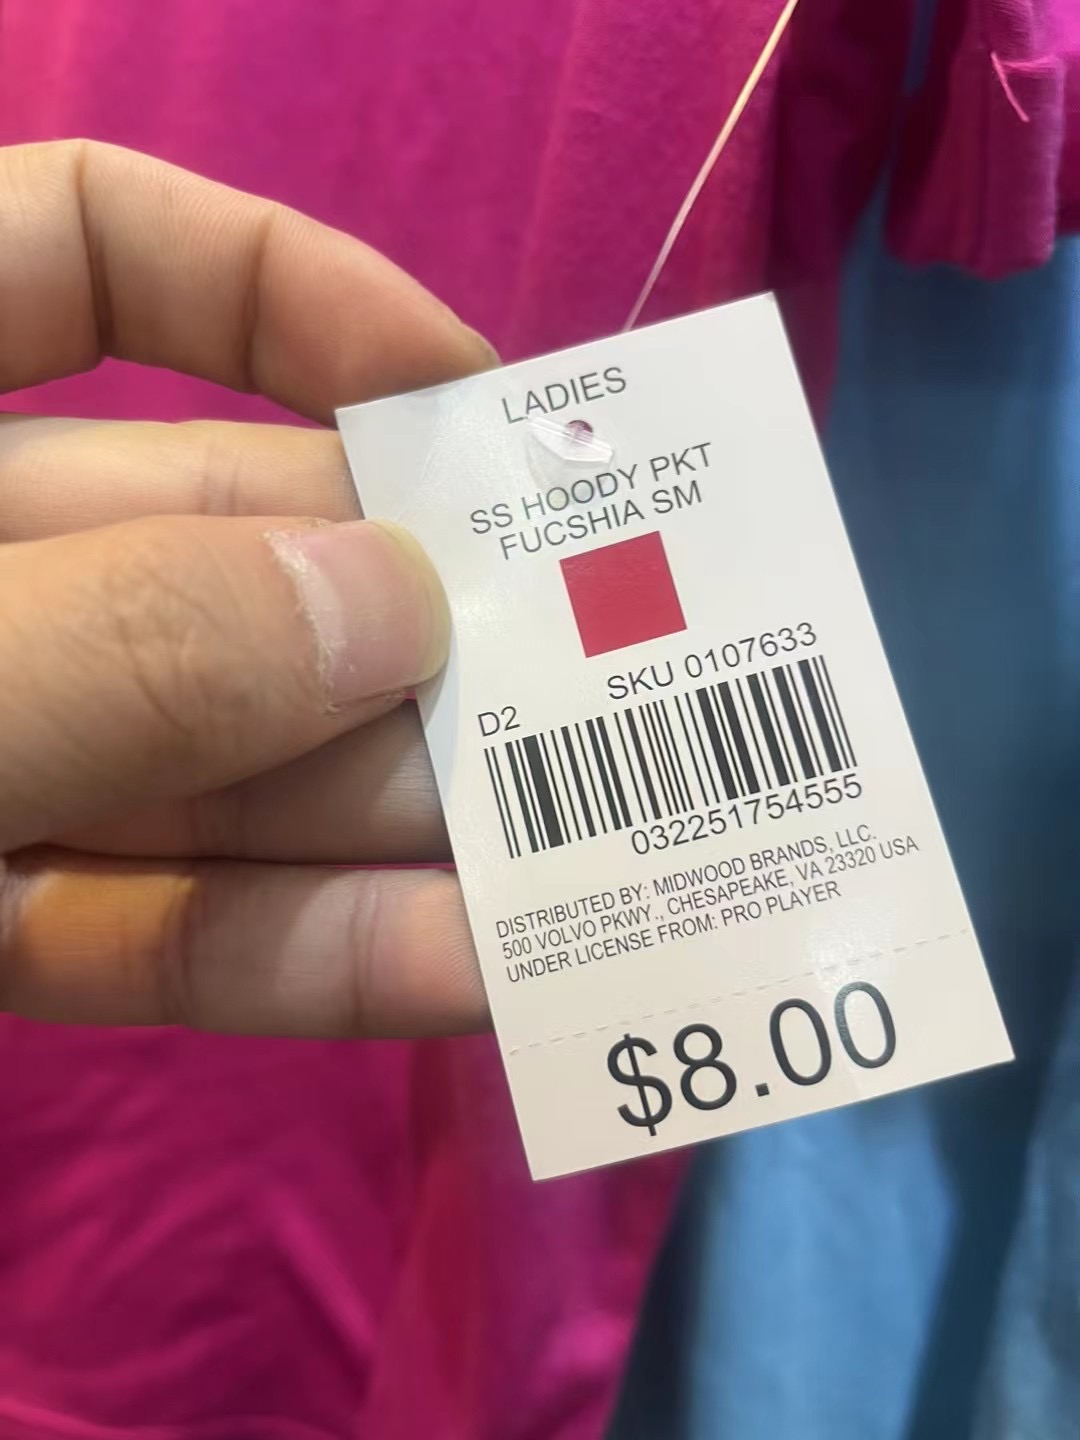 LADIES
SS HOODY PKT
FUCSHIA SM
SKU 0107633
D2
032251754555
DISTRIBUTED BY: MIDWOOD BRANDS, LLC.
500 VOLVO PKWY., CHESAPEAKE, VA 23320 USA
UNDER LICENSE FROM: PRO PLAYER
$8.00